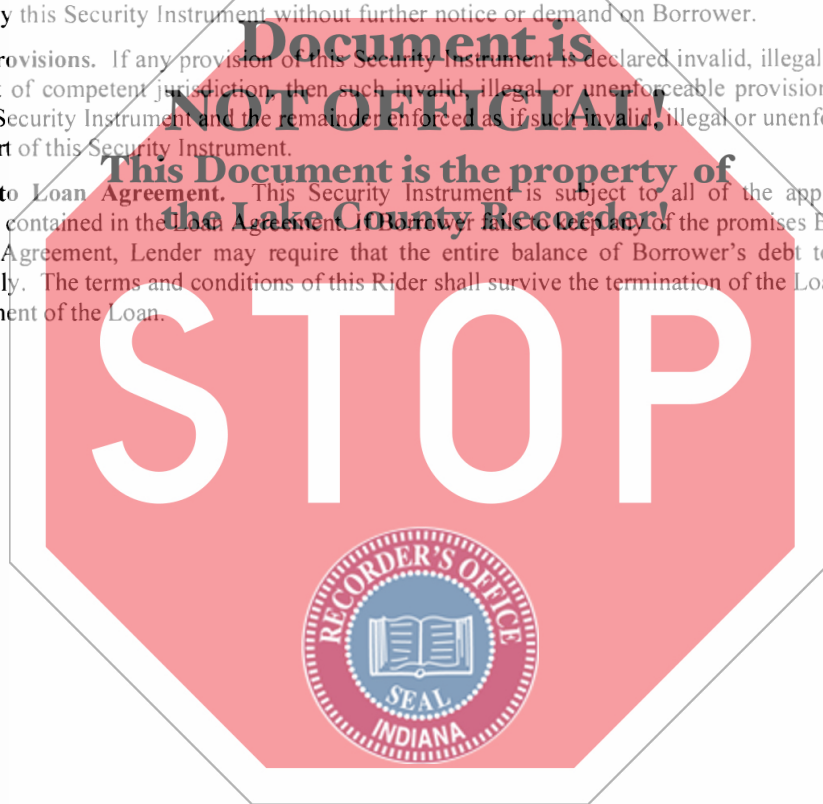 y this Security Instrument without further notice or demand on Borrower.
Document is
rovisions. If any provision of this Security Instrument is declared invalid, illegal
of competent jurisdiction, then such invalid, illegal or unenforceable provision
NOT OFFICIAL!
Security Instrument and the remainder enforced as if such invalid, illegal or unenfo
rt of this Security Instrument.
This Document is the property of
to Loan Agreement. This Security Instrument is subject to all of the app
contained in the Loan Agreement. If Borrower fails to keep any of the promises B
the Lake County Recorder!
Agreement, Lender may require that the entire balance of Borrower's debt to
ly. The terms and conditions of this Rider shall survive the termination of the Loa
ent of the Loan.
STOP
RECORDER'S OFFICE
SEAL
INDIANA